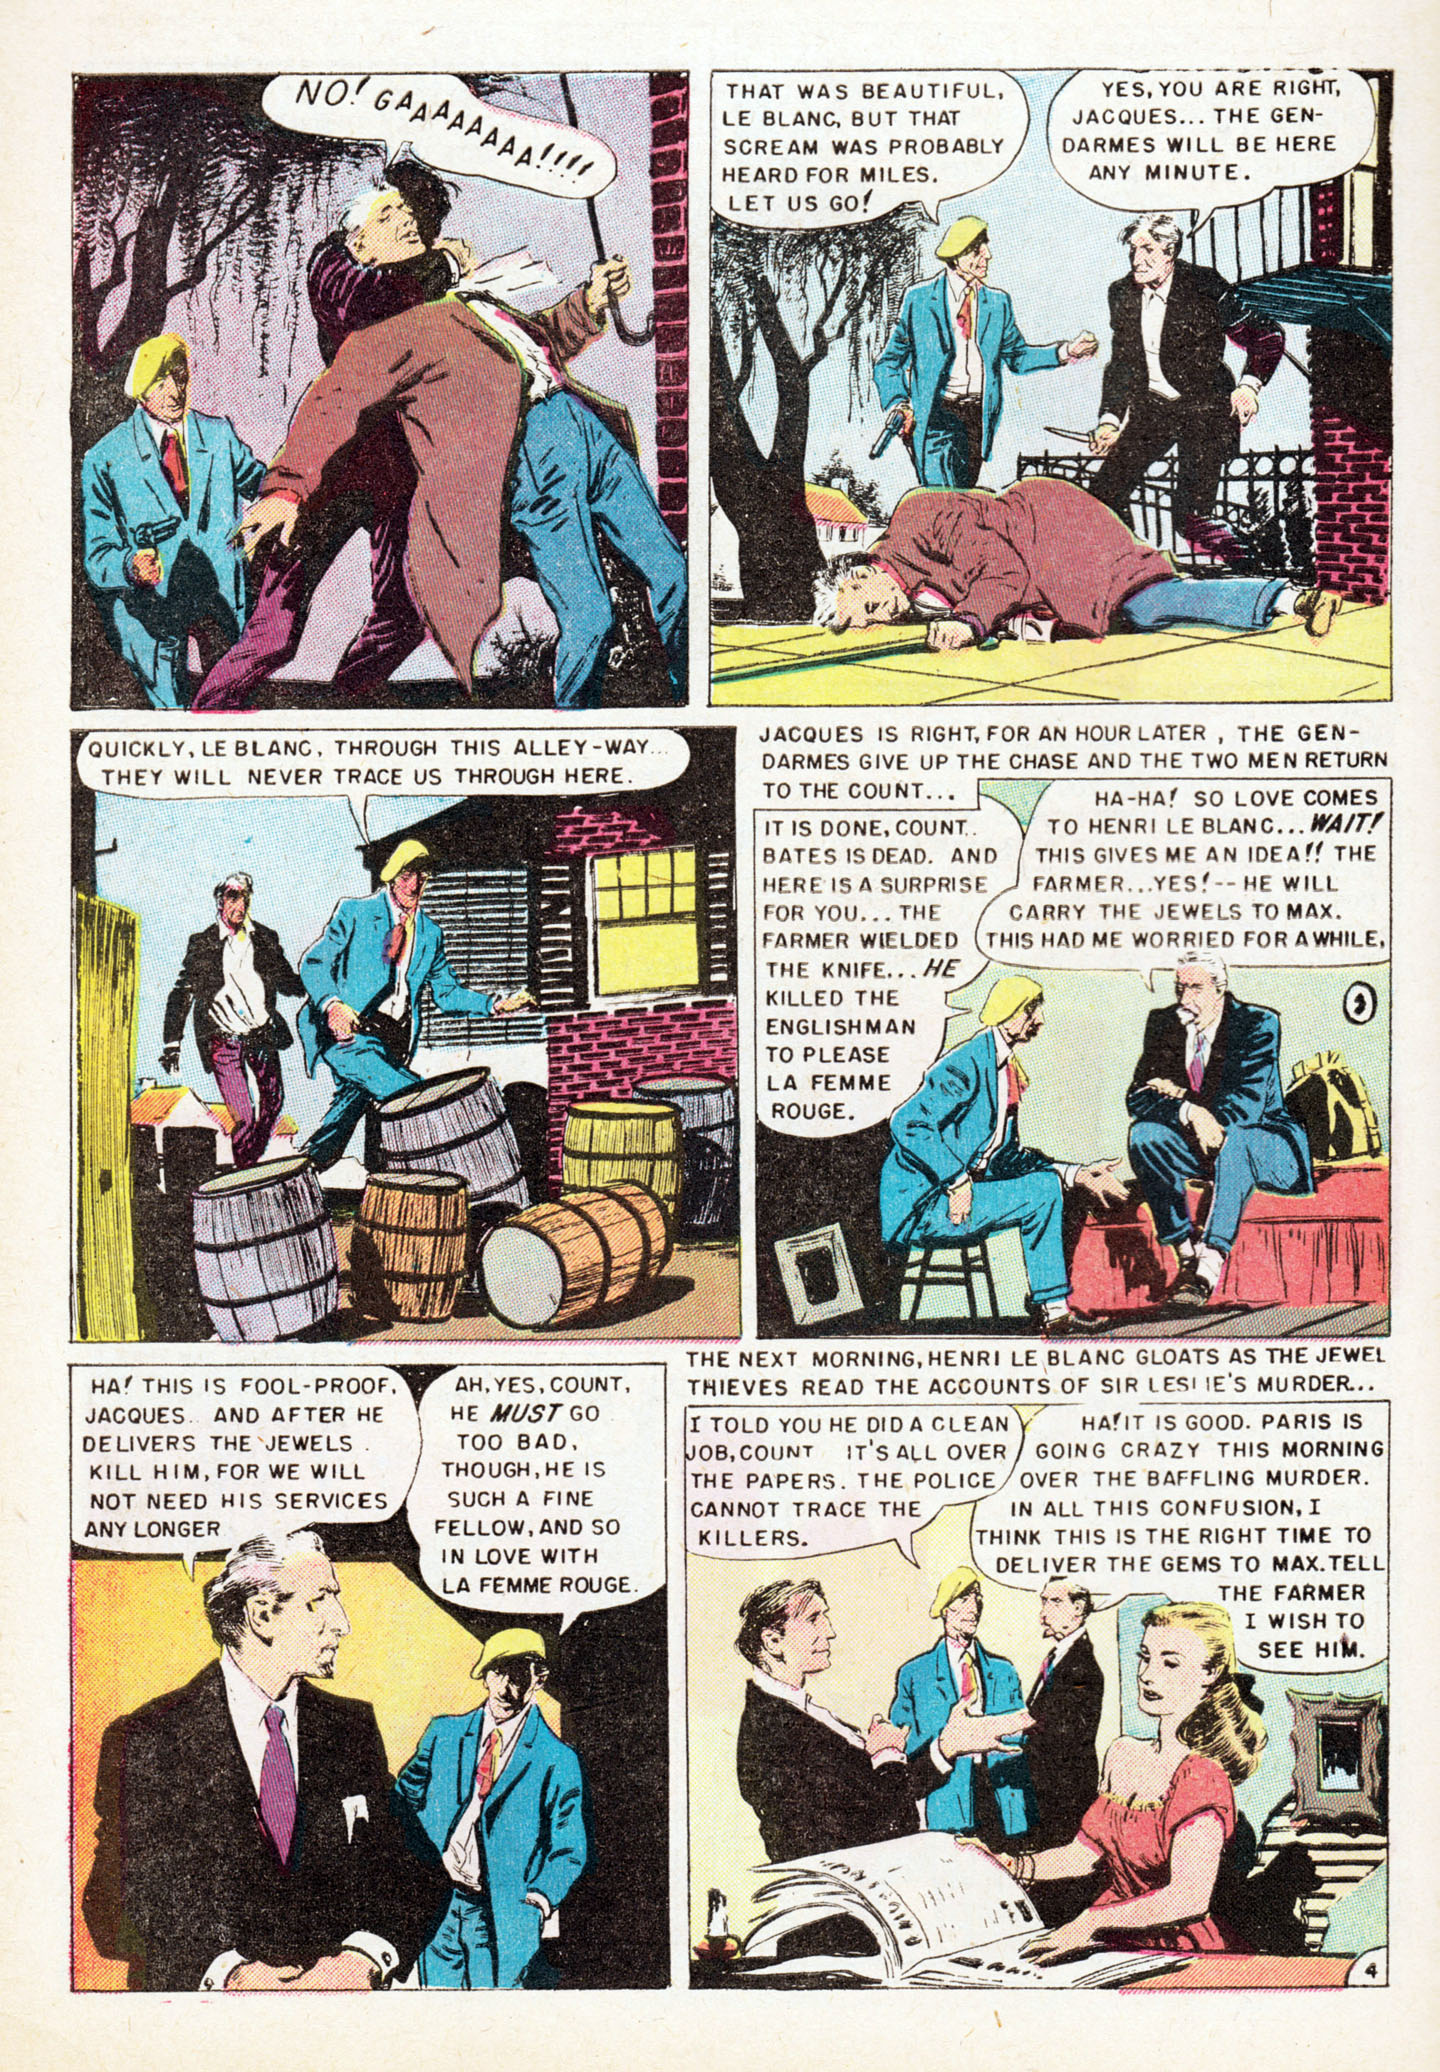 NO! GAAAAAAAA!!!!
THAT WAS BEAUTIFUL,
LE BLANC, BUT THAT
SCREAM WAS PROBABLY
HEARD FOR MILES.
LET US GO!
YES, YOU ARE RIGHT,
JACQUES... THE GEN-
DARMES WILL BE HERE
ANY MINUTE.
QUICKLY, LE BLANC, THROUGH THIS ALLEY-WAY...
THEY WILL NEVER TRACE US THROUGH HERE.
JACQUES IS RIGHT, FOR AN HOUR LATER, THE GEN-
DARMES GIVE UP THE CHASE AND THE TWO MEN RETURN
TO THE COUNT...
IT IS DONE, COUNT..
BATES IS DEAD. AND
HERE IS A SURPRISE
FOR YOU... THE
FARMER WIELDED
THE KNIFE... HE
KILLED THE
ENGLISHMAN
TO PLEASE
LA FEMME
ROUGE.
HA-HA! SO LOVE COMES
TO HENRI LE BLANC... WAIT!
THIS GIVES ME AN IDEA!! THE
FARMER...YES!-- HE WILL
CARRY THE JEWELS TO MAX.
THIS HAD ME WORRIED FOR A WHILE,
HA! THIS IS FOOL-PROOF,
JACQUES.. AND AFTER HE
DELIVERS THE JEWELS.
KILL HIM, FOR WE WILL
NOT NEED HIS SERVICES
ANY LONGER
AH, YES, COUNT,
HE MUST GO.
TOO BAD,
THOUGH, HE IS
SUCH A FINE
FELLOW, AND SO
IN LOVE WITH
LA FEMME ROUGE.
THE NEXT MORNING, HENRI LE BLANC GLOATS AS THE JEWEL
THIEVES READ THE ACCOUNTS OF SIR LESLIE'S MURDER...
I TOLD YOU HE DID A CLEAN
JOB, COUNT IT'S ALL OVER
THE PAPERS. THE POLICE
CANNOT TRACE THE
KILLERS.
HA! IT IS GOOD. PARIS IS
GOING CRAZY THIS MORNING
OVER THE BAFFLING MURDER.
IN ALL THIS CONFUSION, I
THINK THIS IS THE RIGHT TIME TO
DELIVER THE GEMS TO MAX. TELL
THE FARMER
I WISH TO
SEE HIM.
4